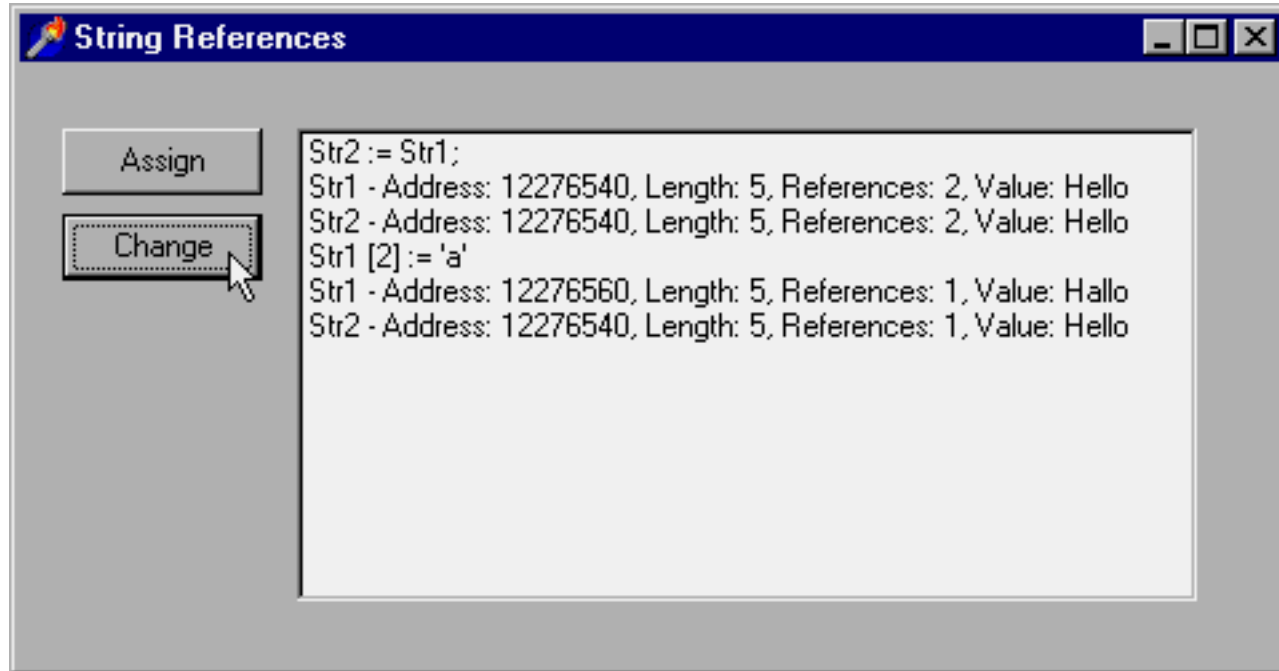 String References
Assign
Change
Str2 := Str1;
Str1 - Address: 12276540, Length: 5, References: 2, Value: Hello
Str2 - Address: 12276540, Length: 5, References: 2, Value: Hello
Str1 [2] := 'a'
Str1 - Address: 12276560, Length: 5, References: 1, Value: Hallo
Str2 - Address: 12276540, Length: 5, References: 1, Value: Hello